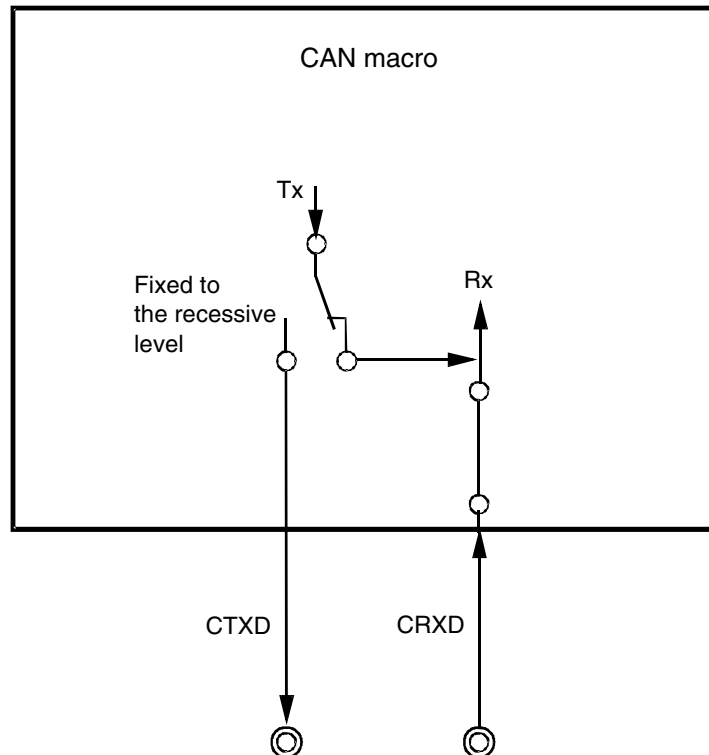 CAN macro
Tx
Rx
Fixed to
the recessive
level
CTXD
CRXD